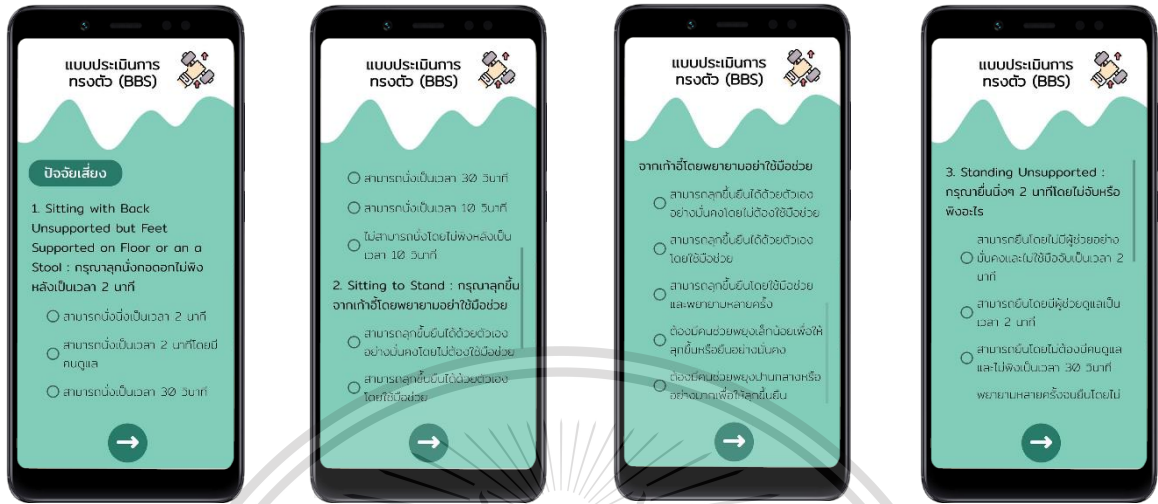 แบบประเมินการ
ทรงตัว (BBS)
ปัจจัยเสี่ยง
1. Sitting with Back
Unsupported but Feet
Supported on Floor or an a
Stool : กรุณาลุกนั่งกอดอกไม่พิง
หลังเป็นเวลา 2 นาที
สามารถนั่งนิ่งเป็นเวลา 2 นาที
สามารถนั่งเป็นเวลา 2 นาทีโดยมี
คนดูแล
สามารถนั่งเป็นเวลา 30 วินาที
แบบประเมินการ
ทรงตัว (BBS)
สามารถนั่งเป็นเวลา 30 วินาที
สามารถนั่งเป็นเวลา 10 วินาที
ไม่สามารถนั่งโดยไม่พิงหลังเป็น
เวลา 10 วินาที
2. Sitting to Stand : กรุณาลุกขึ้น
จากเก้าอี้โดยพยายามอย่าใช้มือช่วย
สามารถลุกขึ้นยืนได้ด้วยตัวเอง
อย่างมั่นคงโดยไม่ต้องใช้มือช่วย
สามารถลุกขึ้นยืนได้ด้วยตัวเอง
โดยใช้มือช่วย
แบบประเมินการ
ทรงตัว (BBS)
จากเก้าอี้โดยพยายามอย่าใช้มือช่วย
สามารถลุกขึ้นยืนได้ด้วยตัวเอง
อย่างมั่นคงโดยไม่ต้องใช้มือช่วย
สามารถลุกขึ้นยืนได้ด้วยตัวเอง
โดยใช้มือช่วย
สามารถลุกขึ้นยืนโดยใช้มือช่วย
และพยายามหลายครั้ง
ต้องมีคนช่วยพยุงเล็กน้อยเพื่อให้
ลุกขึ้นหรือยืนอย่างมั่นคง
ต้องมีคนช่วยพยุงปานกลางหรือ
อย่างมากเพื่อให้ลุกขึ้นยืน
แบบประเมินการ
ทรงตัว (BBS)
3. Standing Unsupported :
กรุณายื่นนิ่งๆ 2 นาทีโดยไม่จับหรือ
พิงอะไร
สามารถยืนโดยไม่มีผู้ช่วยอย่าง
มั่นคงและไม่ใช้มือจับเป็นเวลา 2
นาที
สามารถยืนโดยมีผู้ช่วยดูแลเป็น
เวลา 2 นาที
สามารถยืนโดยไม่ต้องมีคนดูแล
และไม่พิงเป็นเวลา 30 วินาที
พยายามหลายครั้งจนยืนโดยไม่